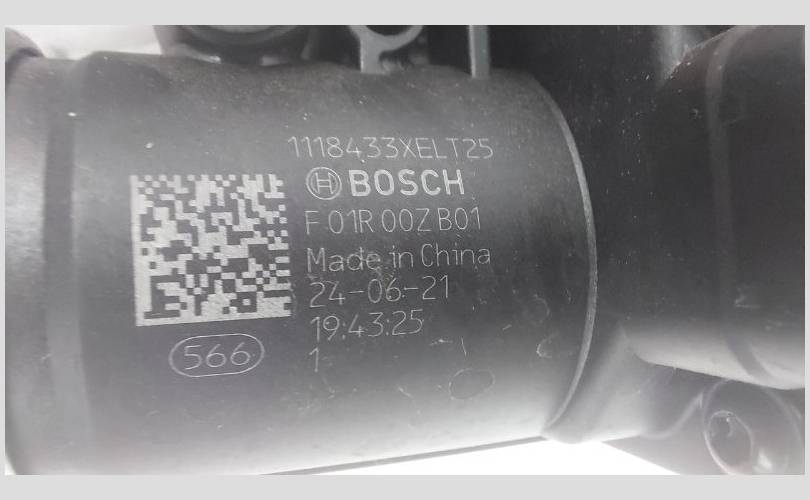 1118433XELT25
BOSCH
F 01R 00Z B01
Made in China
24-06-21
19:43:25
1
566